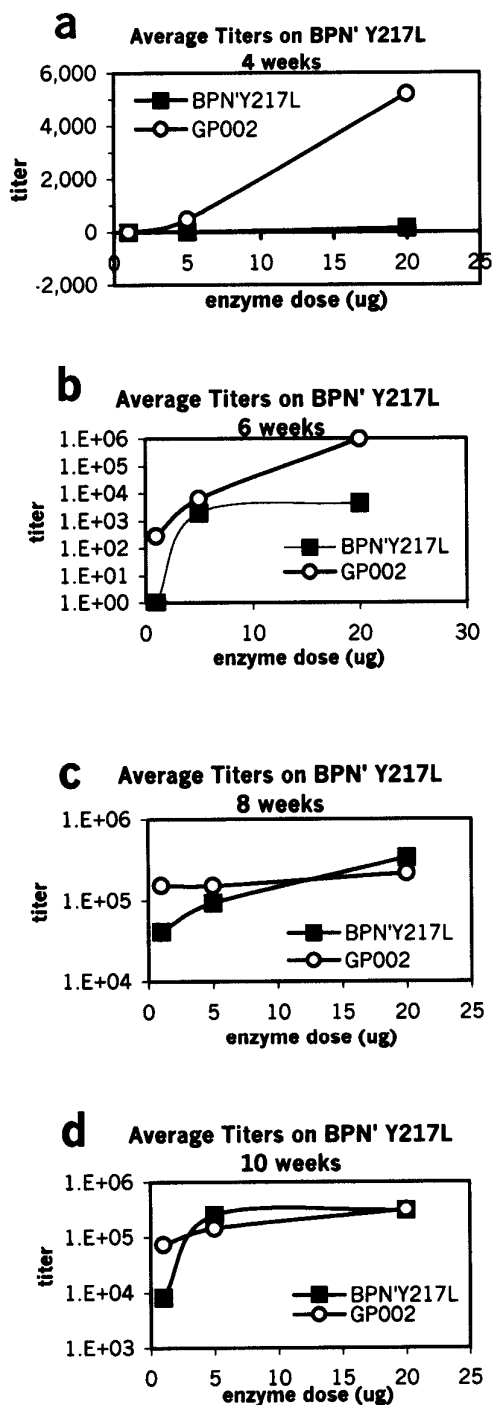 a
Average Titers on BPN' Y217L
4 weeks
6,000
4,000
2,000
0
-2,000
titer
BPN'Y217L
GP002
0 5 10 15 20 25
enzyme dose (ug)
b
Average Titers on BPN' Y217L
6 weeks
1.E+06
1.E+05
1.E+04
1.E+03
1.E+02
1.E+01
1.E+00
titer
BPN'Y217L
GP002
0 10 20 30
enzyme dose (ug)
c
Average Titers on BPN' Y217L
8 weeks
1.E+06
1.E+05
1.E+04
titer
BPN'Y217L
GP002
0 5 10 15 20 25
enzyme dose (ug)
d
Average Titers on BPN' Y217L
10 weeks
1.E+06
1.E+05
1.E+04
1.E+03
titer
BPN'Y217L
GP002
0 5 10 15 20 25
enzyme dose (ug)